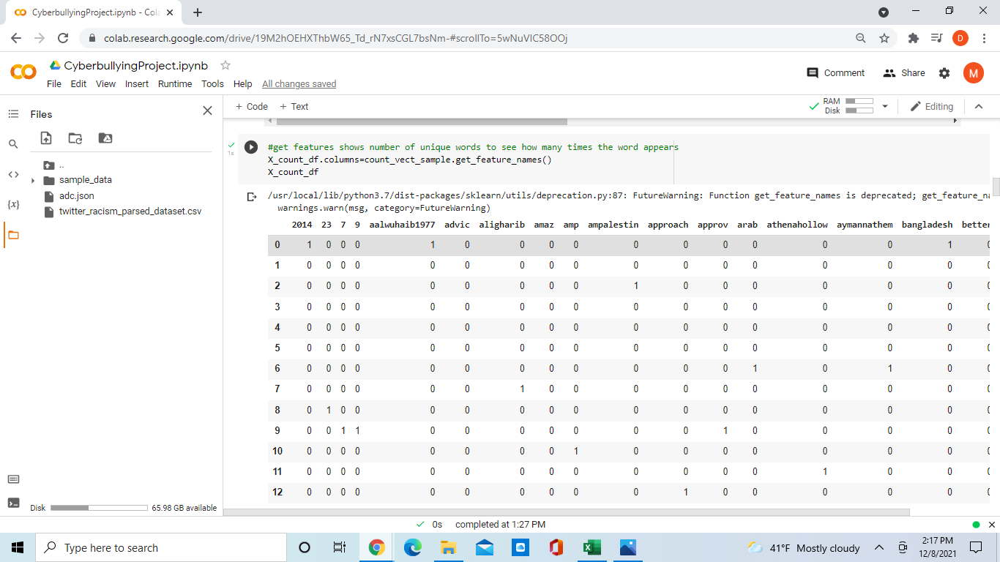 CyberbullyingProject.ipynb - Cola
colab.research.google.com/drive/19M2hOEHXThbW65_Td_rN7xsCGL7bsNm-#scrollTo=5wNuVIC58OOj
D
CyberbullyingProject.ipynb
File Edit View Insert Runtime Tools Help All changes saved
Comment Share M
Files
+ Code + Text
RAM
Disk
Editing
..
sample_data
adc.json
twitter_racism_parsed_dataset.csv
{x}
1s
#get features shows number of unique words to see how many times the word appears
X_count_df.columns=count_vect_sample.get_feature_names()
X_count_df
/usr/local/lib/python3.7/dist-packages/sklearn/utils/deprecation.py:87: FutureWarning: Function get_feature_names is deprecated; get_feature_na
warnings.warn(msg, category=FutureWarning)
2014 23 7 9 aalwuhaib1977 advic aligharib amaz amp ampalestin approach approv arab athenahollow aymannathem bangladesh better
0 1 0 0 0 1 0 0 0 0 0 0 0 0 0 0 1 0
1 0 0 0 0 0 0 0 0 0 0 0 0 0 0 0 0 0
2 0 0 0 0 0 0 0 0 0 1 0 0 0 0 0 0 0
3 0 0 0 0 0 0 0 0 0 0 0 0 0 0 0 0 0
4 0 0 0 0 0 0 0 0 0 0 0 0 0 0 0 0 0
5 0 0 0 0 0 0 0 0 0 0 0 0 0 0 0 0 0
6 0 0 0 0 0 0 0 0 0 0 0 0 1 0 1 0 0
7 0 0 0 0 0 0 1 0 0 0 0 0 0 0 0 0 0
8 0 1 0 0 0 0 0 0 0 0 0 0 0 0 0 0 0
9 0 0 1 1 0 0 0 0 0 0 0 1 0 0 0 0 0
10 0 0 0 0 0 0 0 0 1 0 0 0 0 0 0 0 0
11 0 0 0 0 0 0 0 0 0 0 0 0 0 1 0 0 0
12 0 0 0 0 0 0 0 0 0 0 1 0 0 0 0 0 0
Disk 65.98 GB available
0s completed at 1:27 PM
Type here to search
41°F Mostly cloudy
2:17 PM
12/8/2021